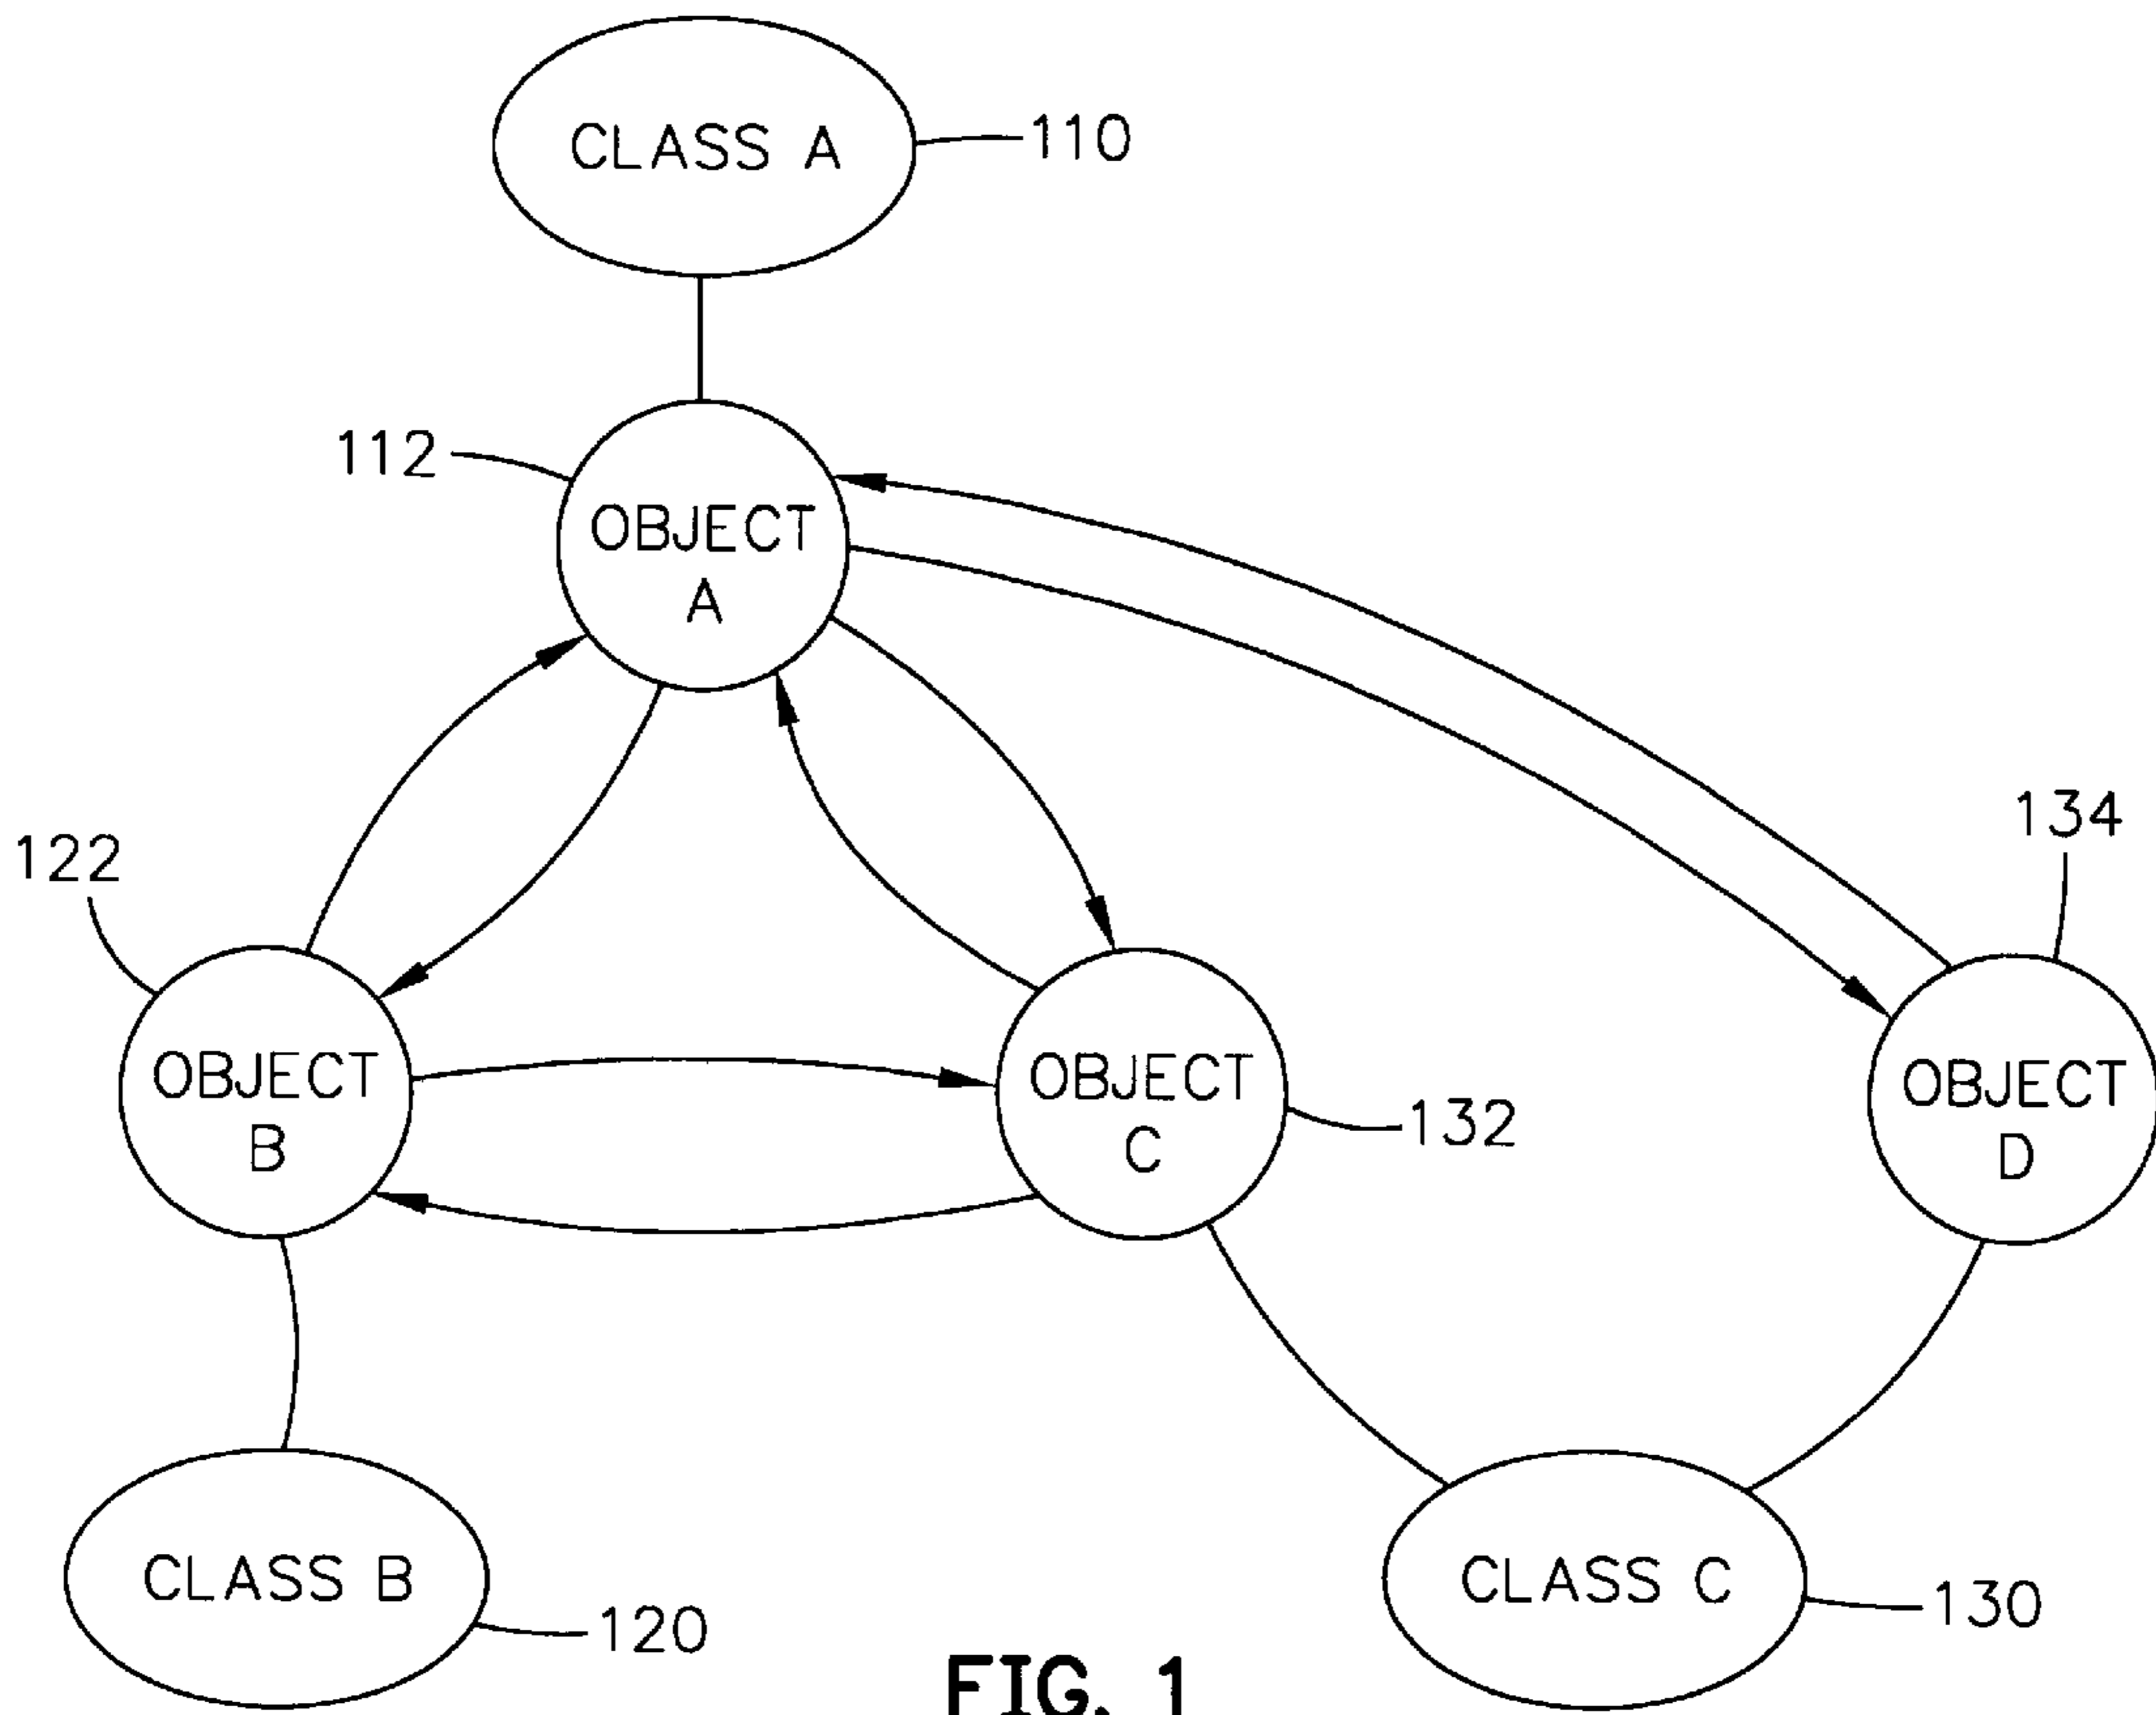 CLASS A
110
112
OBJECT
A
134
122
OBJECT
B
OBJECT
C
132
OBJECT
D
CLASS B
120
CLASS C
130
FIG. 1